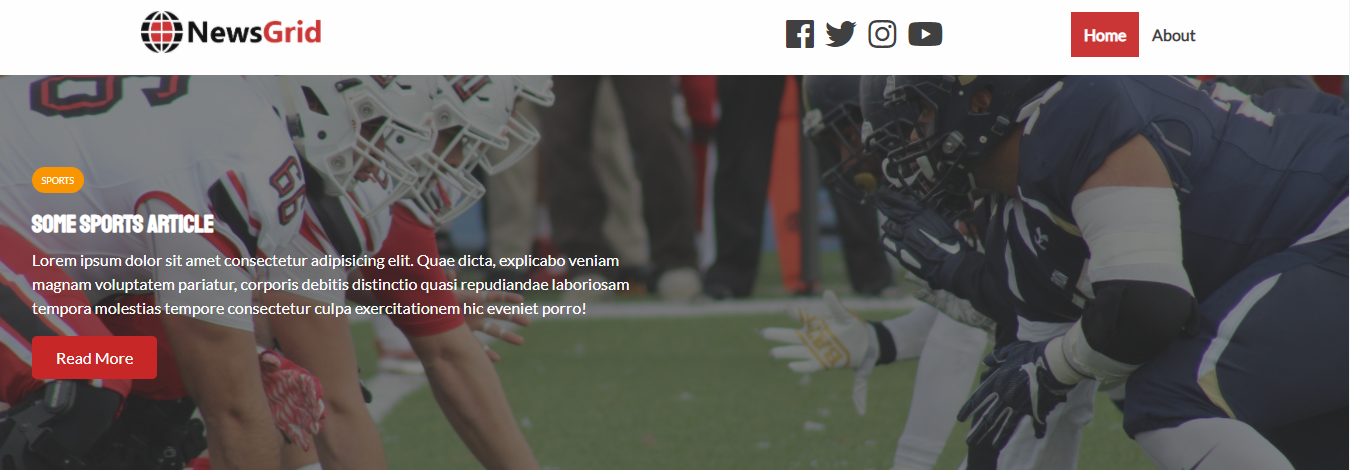 NewsGrid
Home
About
SPORTS
SOME SPORTS ARTICLE
Lorem ipsum dolor sit amet consectetur adipisicing elit. Quae dicta, explicabo veniam
magnam voluptatem pariatur, corporis debitis distinctio quasi repudiandae laboriosam
tempora molestias tempore consectetur culpa exercitationem hic eveniet porro!
Read More